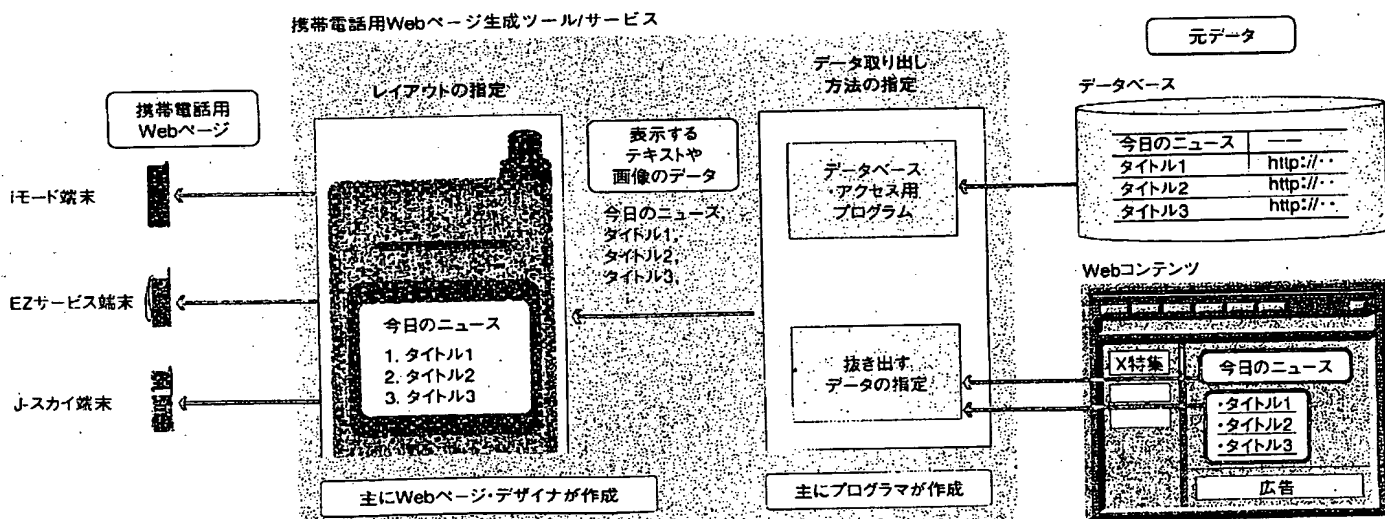 携帯電話用Webページ生成ツール/サービス
元データ
データ取り出し
方法の指定
レイアウトの指定
データベース
携帯電話用
Webページ
表示する
テキストや
画像のデータ
データベース
・アクセス用
プログラム
今日のニュース ——
タイトル1 http://‥
タイトル2 http://‥
タイトル3 http://‥
iモード端末
今日のニュース,
タイトル1,
タイトル2,
タイトル3,
Webコンテンツ
EZサービス端末
今日のニュース
1. タイトル1
2. タイトル2
3. タイトル3
抜き出す
データの指定
X特集
今日のニュース
・タイトル1
・タイトル2
・タイトル3
J-スカイ端末
広告
主にWebページ・デザイナが作成
主にプログラマが作成